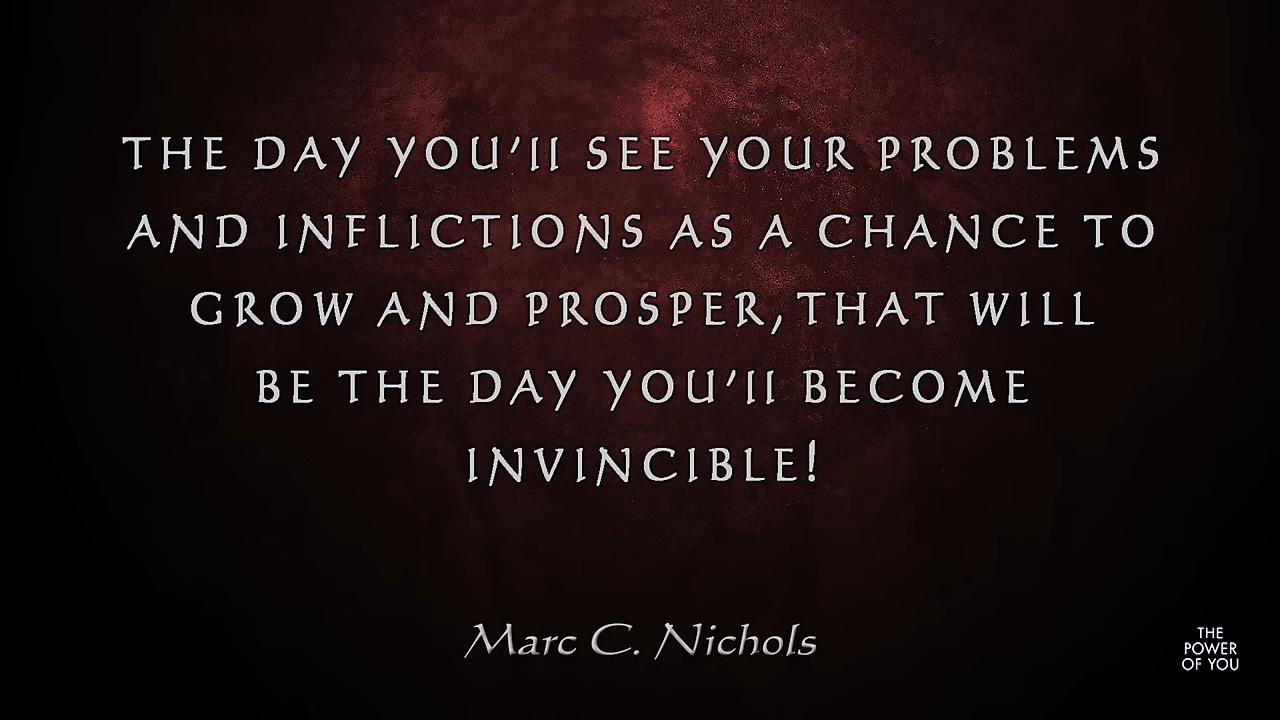 THE DAY YOU'll SEE YOUR PROBLEMS
AND INFLICTIONS AS A CHANCE TO
GROW AND PROSPER, THAT WILL
BE THE DAY YOU'll BECOME
INVINCIBLE!
Marc C. Nichols
THE
POWER
OF YOU